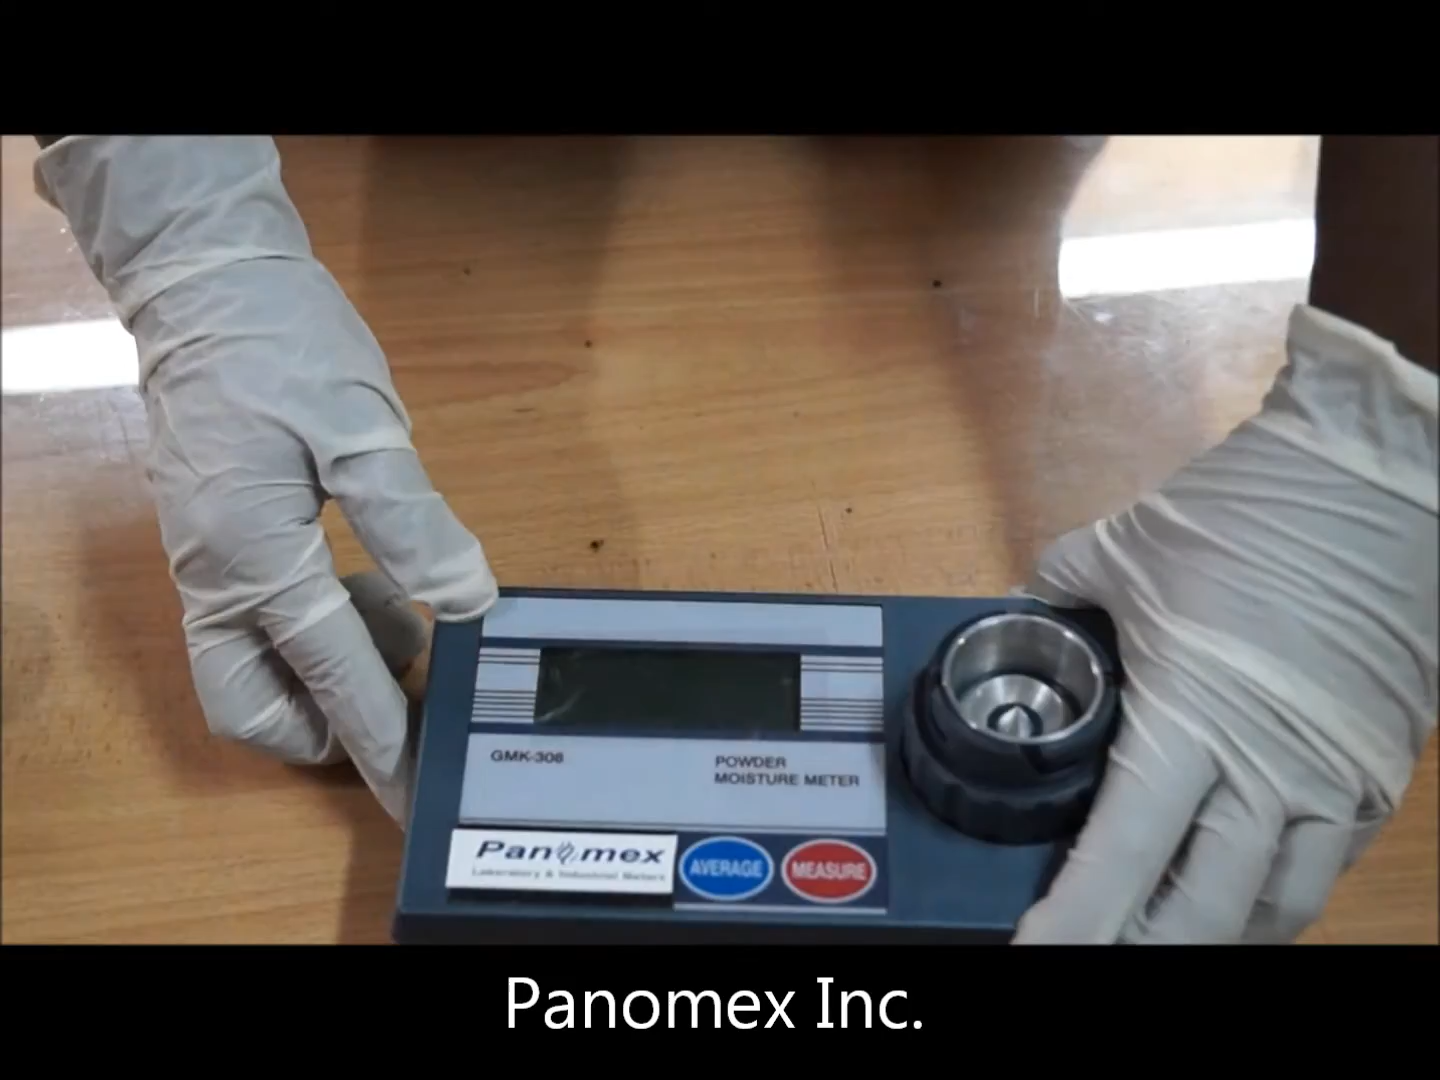 GMK-308
POWDER
MOISTURE METER
Panomex
Laboratory & Industrial Meters
AVERAGE
MEASURE
Panomex Inc.